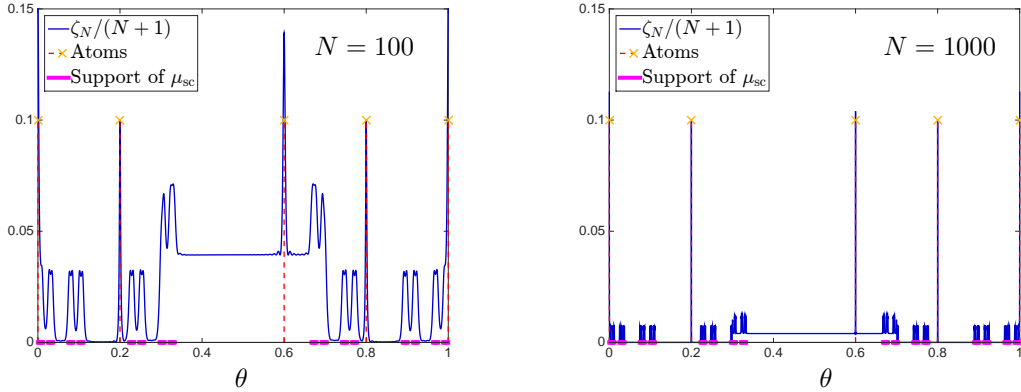 0.15
0.1
0.05
0
0 0.2 0.4 0.6 0.8 1
θ
ζ_N/(N + 1)
Atoms
Support of μ_sc
N = 100
0.15
0.1
0.05
0
0 0.2 0.4 0.6 0.8 1
θ
ζ_N/(N + 1)
Atoms
Support of μ_sc
N = 1000